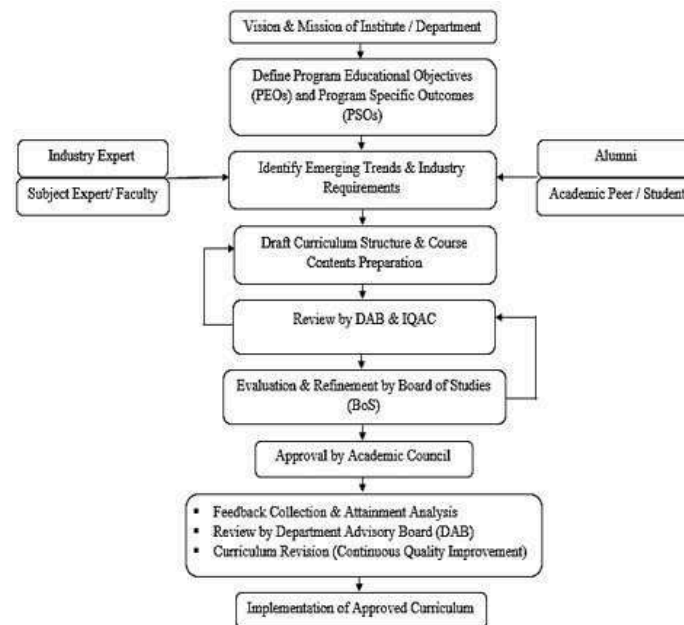 Vision & Mission of Institute / Department
Define Program Educational Objectives
(PEOs) and Program Specific Outcomes
(PSOs)
Industry Expert
Subject Expert/ Faculty
Identify Emerging Trends & Industry
Requirements
Alumni
Academic Peer / Student
Draft Curriculum Structure & Course
Contents Preparation
Review by DAB & IQAC
Evaluation & Refinement by Board of Studies
(BoS)
Approval by Academic Council
▪ Feedback Collection & Attainment Analysis
▪ Review by Department Advisory Board (DAB)
▪ Curriculum Revision (Continuous Quality Improvement)
Implementation of Approved Curriculum